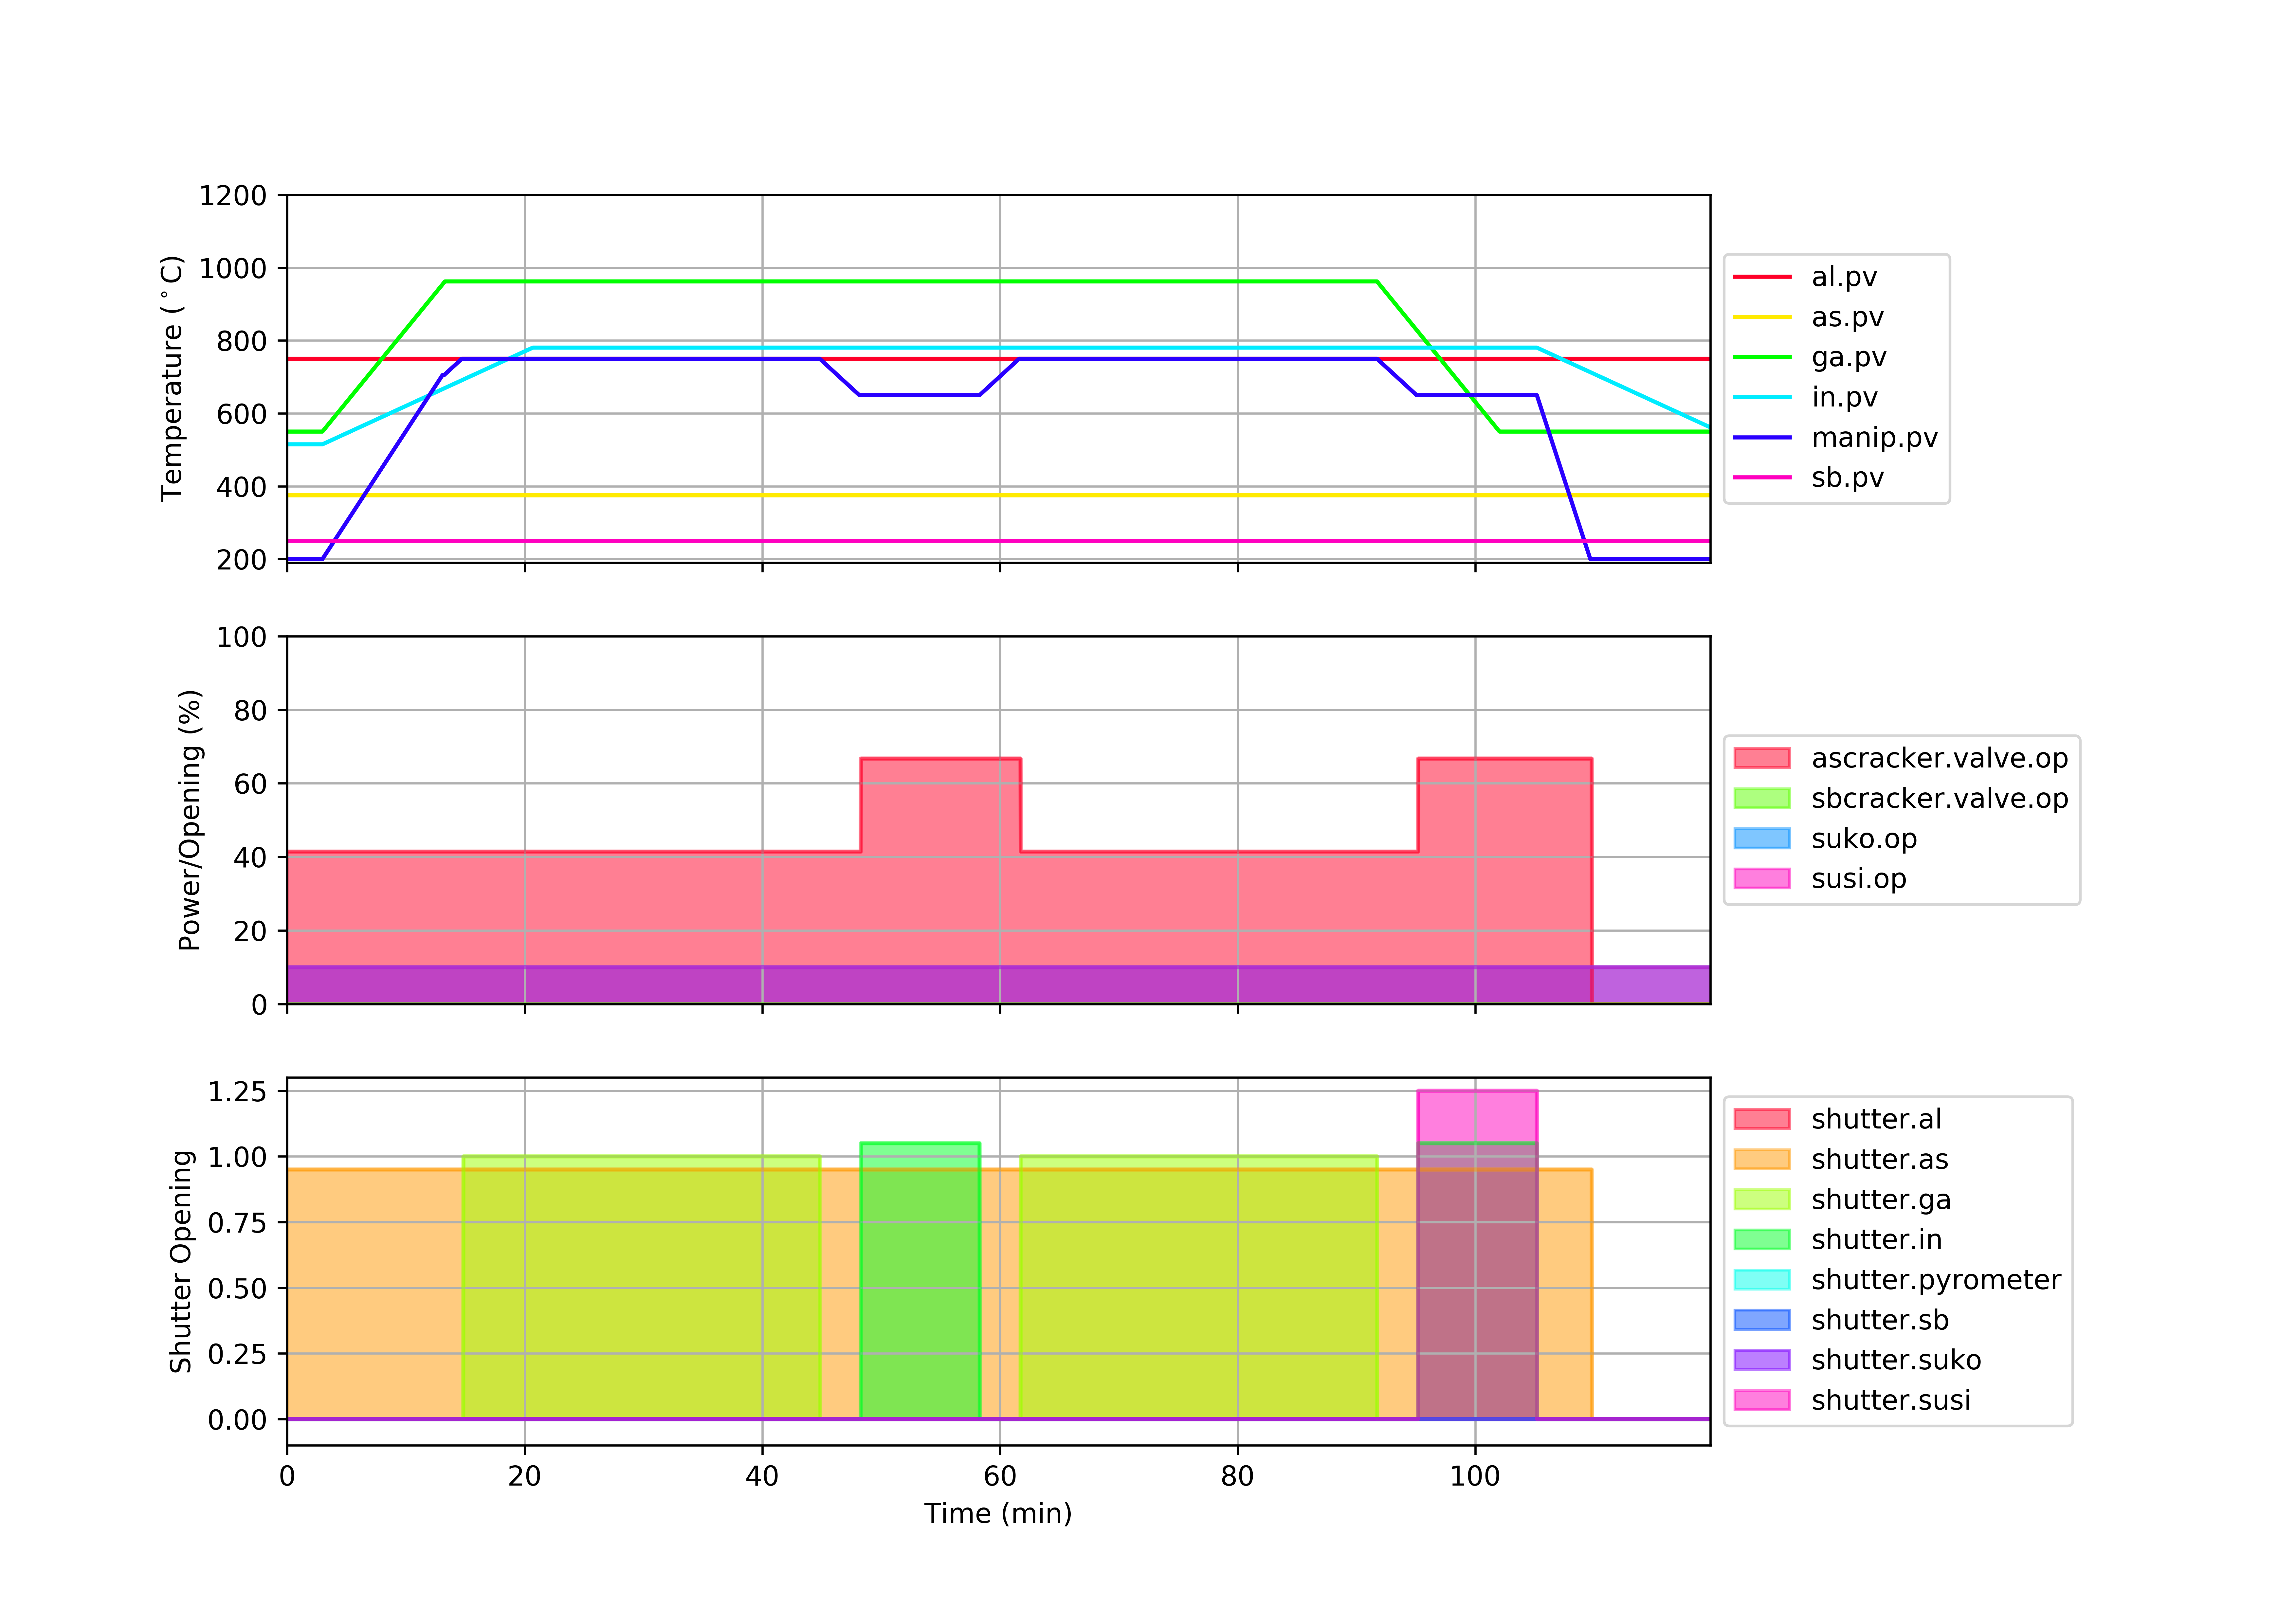 1200
1000
800
600
400
200
Temperature (°C)
al.pv
as.pv
ga.pv
in.pv
manip.pv
sb.pv
100
80
60
40
20
0
Power/Opening (%)
ascracker.valve.op
sbcracker.valve.op
suko.op
susi.op
1.25
1.00
0.75
0.50
0.25
0.00
Shutter Opening
shutter.al
shutter.as
shutter.ga
shutter.in
shutter.pyrometer
shutter.sb
shutter.suko
shutter.susi
0 20 40 60 80 100
Time (min)